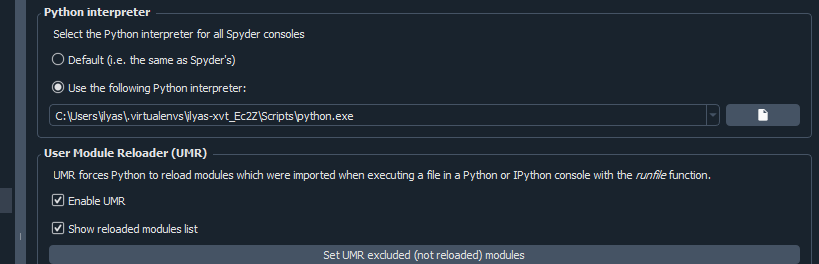 Python interpreter
Select the Python interpreter for all Spyder consoles
Default (i.e. the same as Spyder's)
Use the following Python interpreter:
C:\Users\ilyas\.virtualenvs\ilyas-xvt_Ec2Z\Scripts\python.exe
User Module Reloader (UMR)
UMR forces Python to reload modules which were imported when executing a file in a Python or IPython console with the runfile function.
Enable UMR
Show reloaded modules list
Set UMR excluded (not reloaded) modules